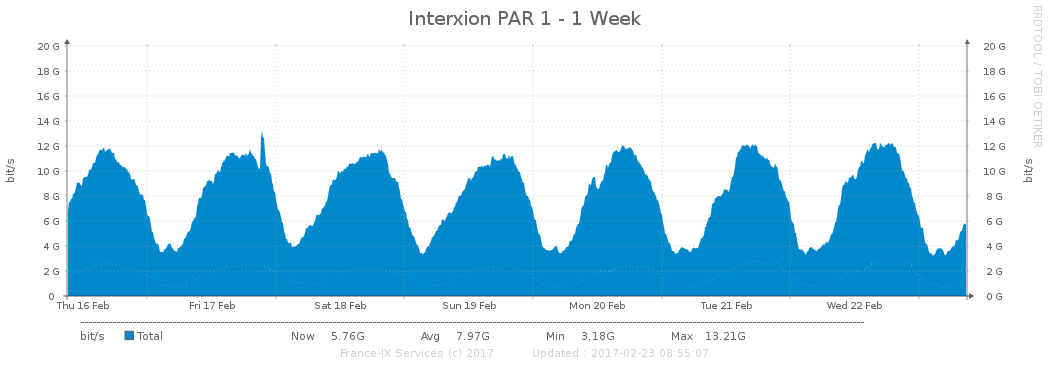 Interxion PAR 1 - 1 Week
RRDTOOL / TOBI OETIKER
bit/s
20 G 20 G
18 G 18 G
16 G 16 G
14 G 14 G
12 G 12 G
10 G 10 G
8 G 8 G
6 G 6 G
4 G 4 G
2 G 2 G
0 0 G
bit/s
Thu 16 Feb Fri 17 Feb Sat 18 Feb Sun 19 Feb Mon 20 Feb Tue 21 Feb Wed 22 Feb
bit/s Total Now 5.76G Avg 7.97G Min 3.18G Max 13.21G
France-IX Services (c) 2017 Updated : 2017-02-23 08:55:07